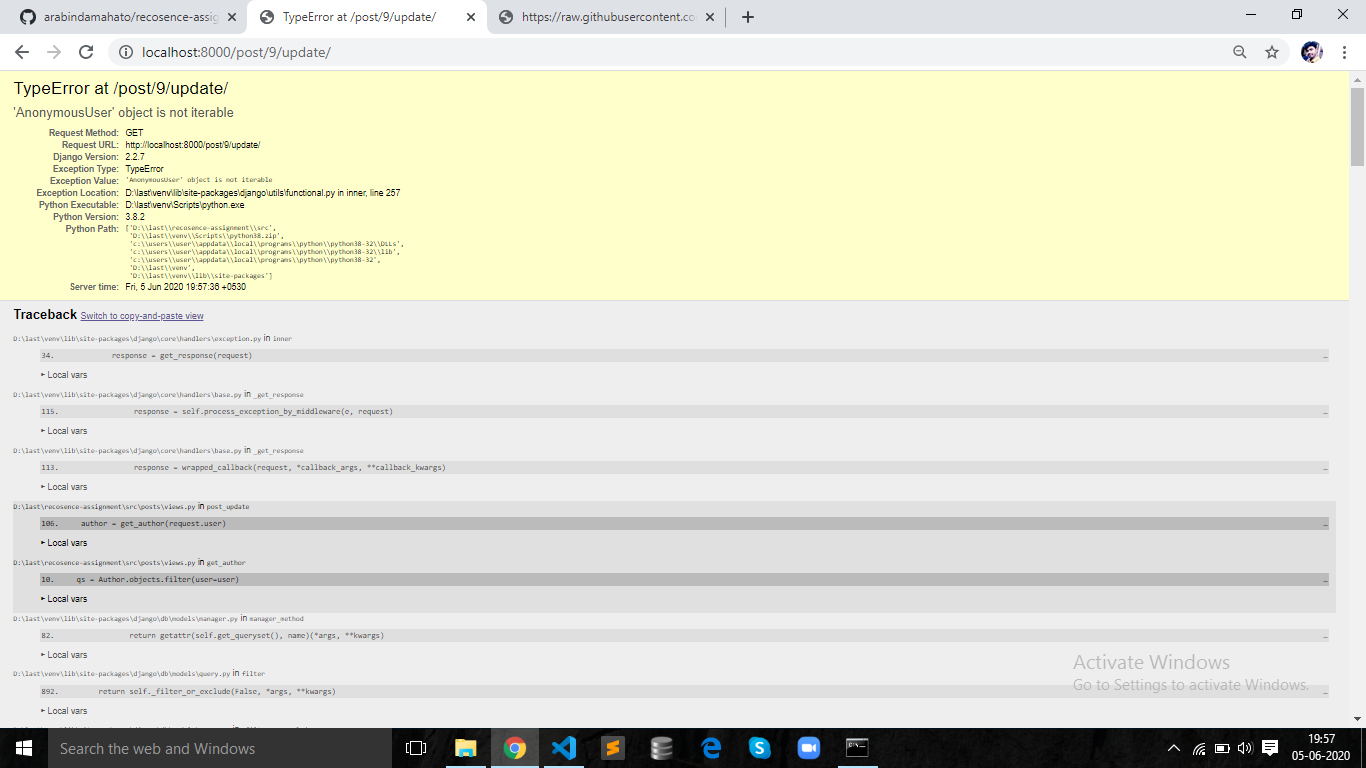 arabindamahato/recosence-assig
TypeError at /post/9/update/
https://raw.githubusercontent.co
localhost:8000/post/9/update/
TypeError at /post/9/update/
'AnonymousUser' object is not iterable
Request Method: GET
Request URL: http://localhost:8000/post/9/update/
Django Version: 2.2.7
Exception Type: TypeError
Exception Value: 'AnonymousUser' object is not iterable
Exception Location: D:\last\venv\lib\site-packages\django\utils\functional.py in inner, line 257
Python Executable: D:\last\venv\Scripts\python.exe
Python Version: 3.8.2
Python Path: ['D:\\last\\recosence-assignment\\src',
'D:\\last\\venv\\Scripts\\python38.zip',
'c:\\users\\user\\appdata\\local\\programs\\python\\python38-32\\DLLs',
'c:\\users\\user\\appdata\\local\\programs\\python\\python38-32\\lib',
'c:\\users\\user\\appdata\\local\\programs\\python\\python38-32',
'D:\\last\\venv',
'D:\\last\\venv\\lib\\site-packages']
Server time: Fri, 5 Jun 2020 19:57:36 +0530
Traceback Switch to copy-and-paste view
D:\last\venv\lib\site-packages\django\core\handlers\exception.py in inner
34. response = get_response(request) …
Local vars
D:\last\venv\lib\site-packages\django\core\handlers\base.py in _get_response
115. response = self.process_exception_by_middleware(e, request) …
Local vars
D:\last\venv\lib\site-packages\django\core\handlers\base.py in _get_response
113. response = wrapped_callback(request, *callback_args, **callback_kwargs) …
Local vars
D:\last\recosence-assignment\src\posts\views.py in post_update
106. author = get_author(request.user) …
Local vars
D:\last\recosence-assignment\src\posts\views.py in get_author
10. qs = Author.objects.filter(user=user) …
Local vars
D:\last\venv\lib\site-packages\django\db\models\manager.py in manager_method
82. return getattr(self.get_queryset(), name)(*args, **kwargs) …
Local vars
D:\last\venv\lib\site-packages\django\db\models\query.py in filter
892. return self._filter_or_exclude(False, *args, **kwargs) …
Local vars
Activate Windows
Go to Settings to activate Windows.
Search the web and Windows
19:57
05-06-2020